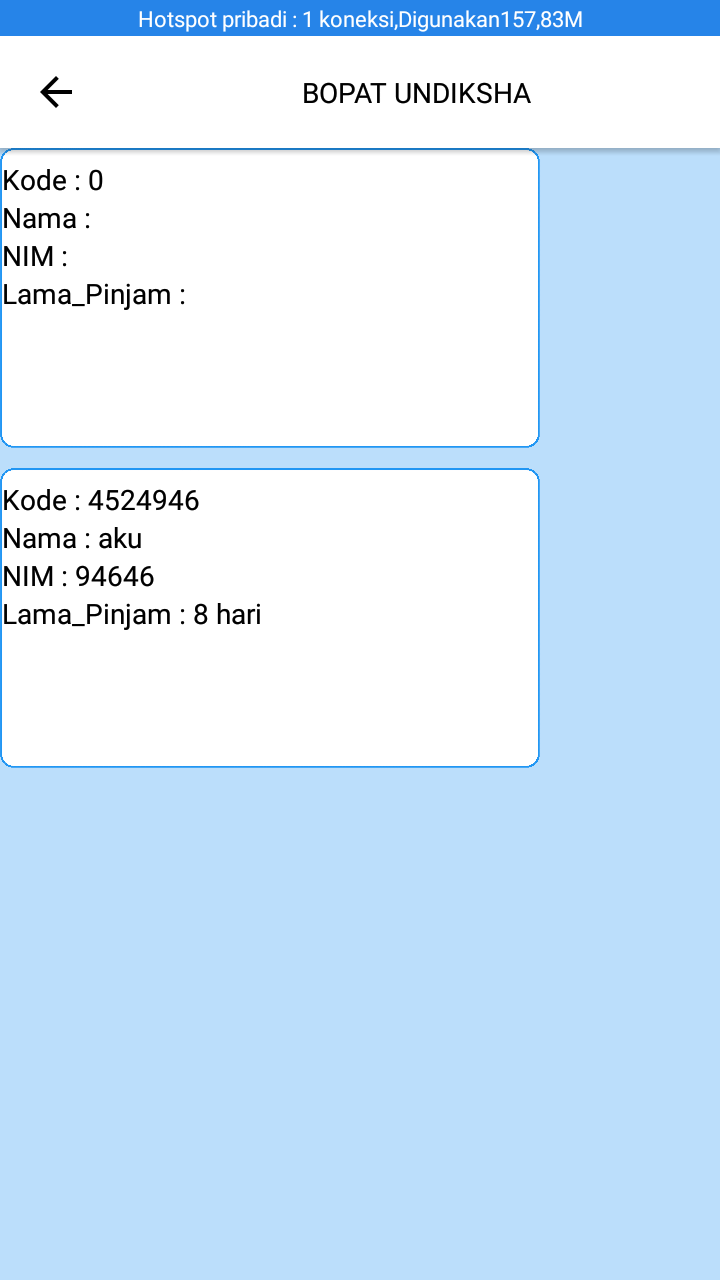 Hotspot pribadi : 1 koneksi,Digunakan157,83M
BOPAT UNDIKSHA
Kode : 0
Nama :
NIM :
Lama_Pinjam :
Kode : 4524946
Nama : aku
NIM : 94646
Lama_Pinjam : 8 hari